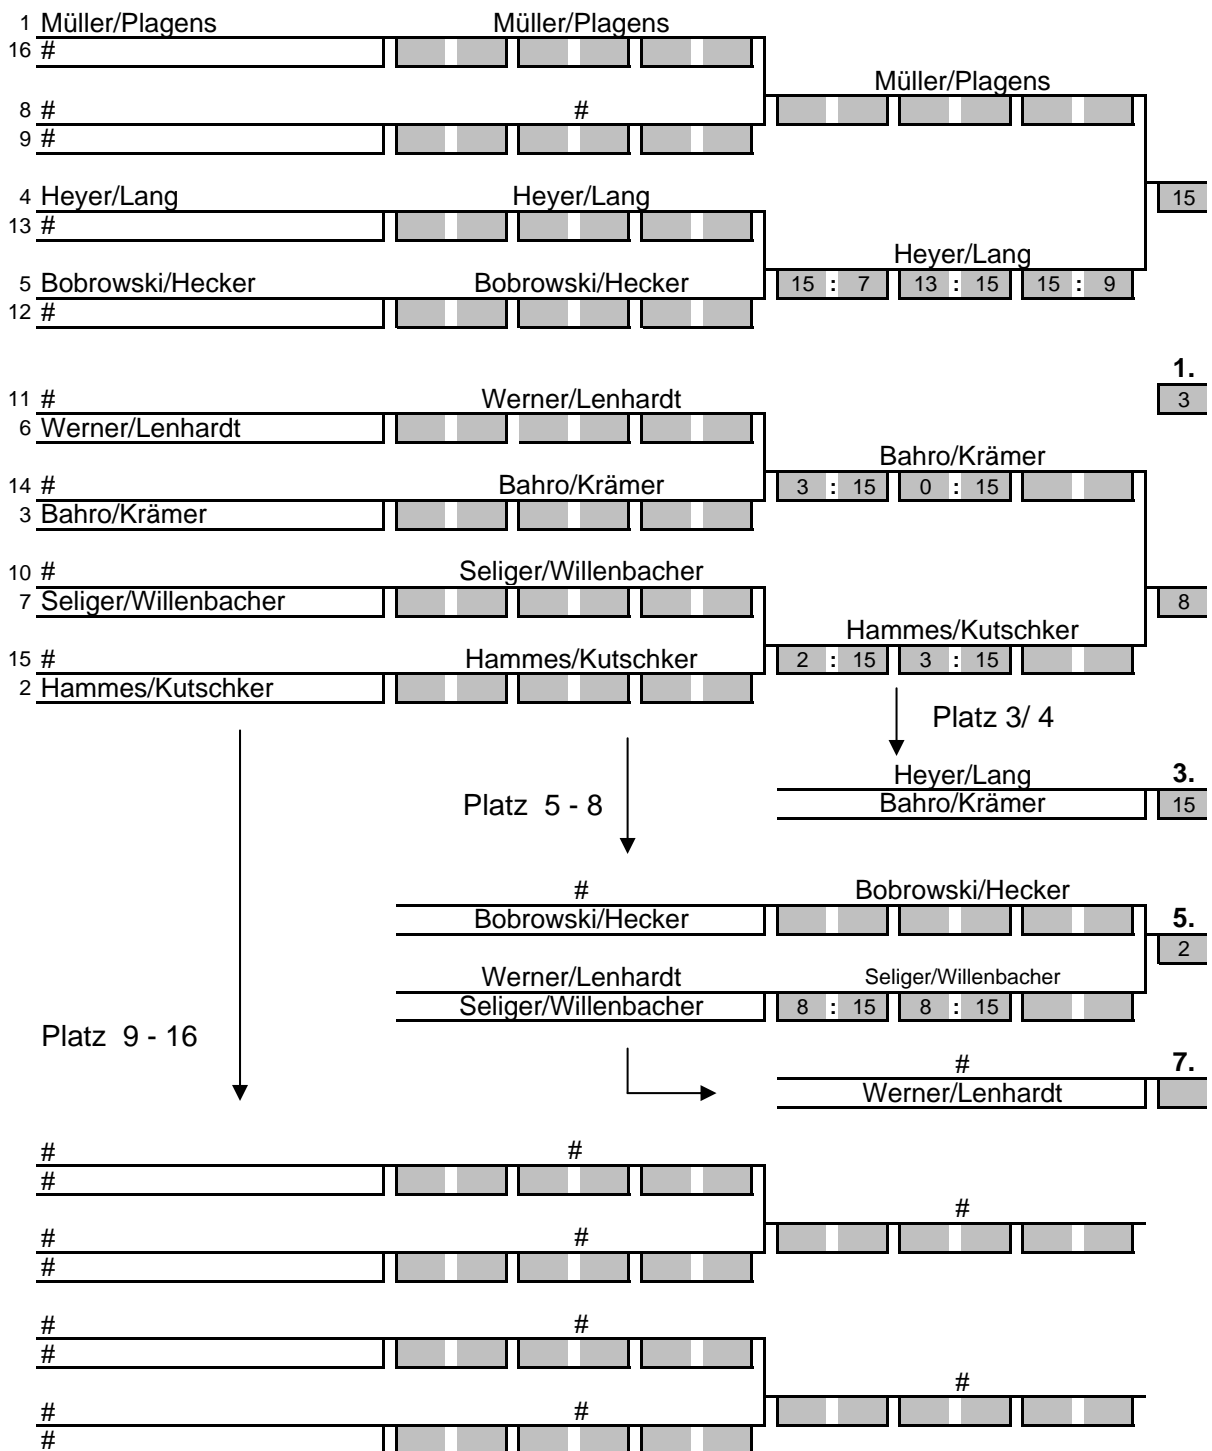 1 Müller/Plagens Müller/Plagens
16 #
Müller/Plagens
8 # #
9 #
4 Heyer/Lang Heyer/Lang 15
13 #
Heyer/Lang
5 Bobrowski/Hecker Bobrowski/Hecker 15 : 7 13 : 15 15 : 9
12 #
1.
11 # Werner/Lenhardt 3
6 Werner/Lenhardt
Bahro/Krämer
14 # Bahro/Krämer 3 : 15 0 : 15
3 Bahro/Krämer
10 # Seliger/Willenbacher
7 Seliger/Willenbacher 8
Hammes/Kutschker
15 # Hammes/Kutschker 2 : 15 3 : 15
2 Hammes/Kutschker
Platz 3/ 4
Heyer/Lang 3.
Platz 5 - 8 Bahro/Krämer 15
# Bobrowski/Hecker
Bobrowski/Hecker 5.
2
Werner/Lenhardt Seliger/Willenbacher
Seliger/Willenbacher 8 : 15 8 : 15
Platz 9 - 16
# 7.
Werner/Lenhardt
# #
#
#
# #
#
# #
#
#
# #
#